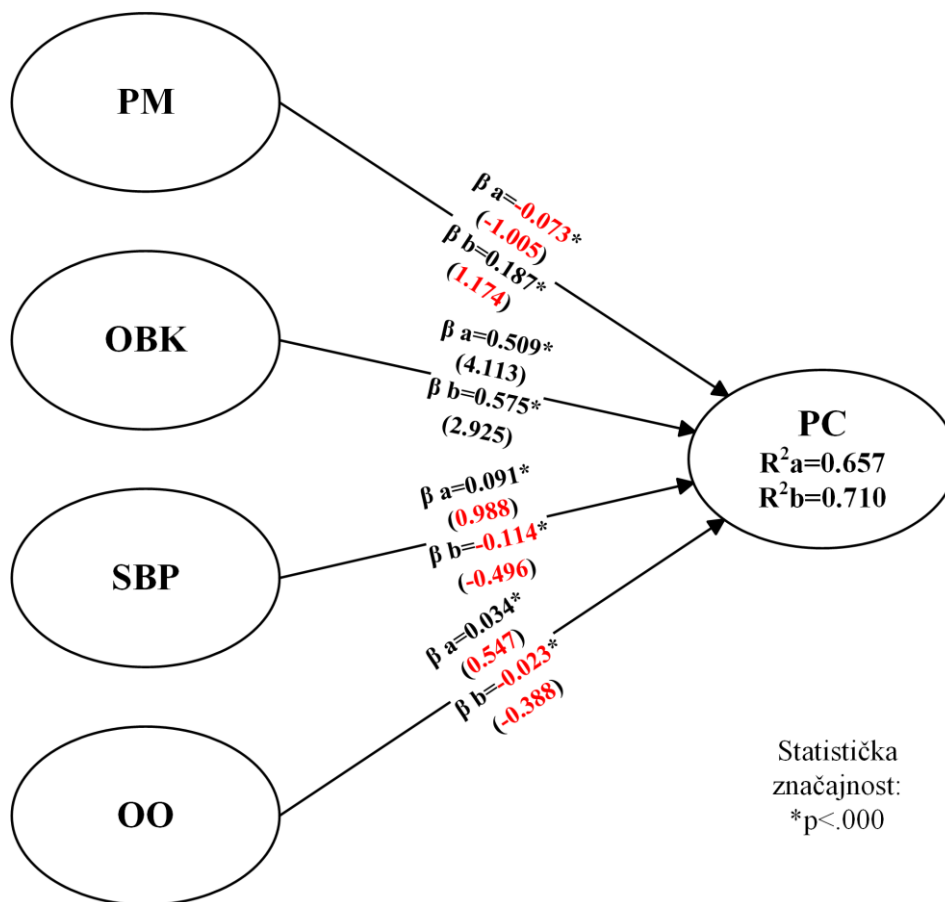 PM
β a=-0.073*
(-1.005)
β b=0.187*
(1.174)
OBK
β a=0.509*
(4.113)
β b=0.575*
(2.925)
PC
R²a=0.657
R²b=0.710
β a=0.091*
(0.988)
β b=-0.114*
(-0.496)
SBP
β a=0.034*
(0.547)
β b=-0.023*
(-0.388)
OO
Statistička
značajnost:
*p<.000